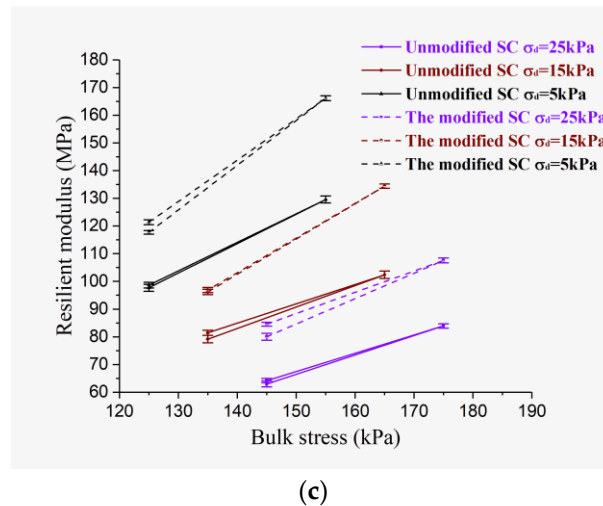 Unmodified SC σd=25kPa
Unmodified SC σd=15kPa
Unmodified SC σd=5kPa
The modified SC σd=25kPa
The modified SC σd=15kPa
The modified SC σd=5kPa
Resilient modulus (MPa)
180
170
160
150
140
130
120
110
100
90
80
70
60
120 130 140 150 160 170 180 190
Bulk stress (kPa)
(c)